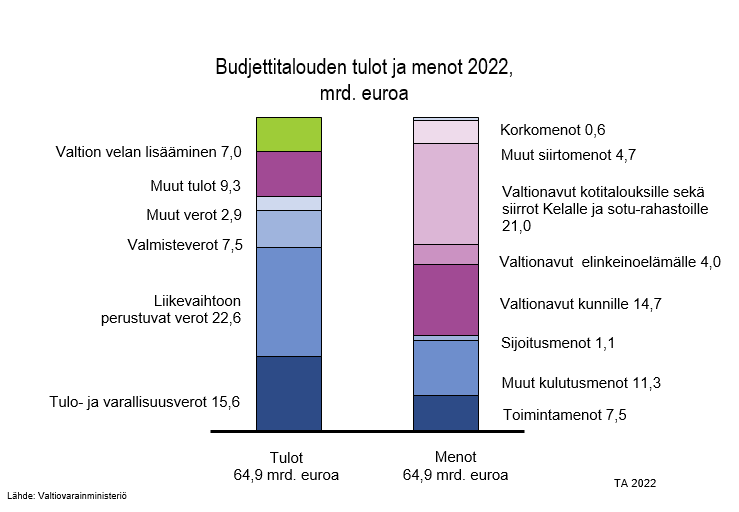 Budjettitalouden tulot ja menot 2022,
mrd. euroa
Valtion velan lisääminen 7,0
Muut tulot 9,3
Muut verot 2,9
Valmisteverot 7,5
Liikevaihtoon
perustuvat verot 22,6
Tulo- ja varallisuusverot 15,6
Korkomenot 0,6
Muut siirtomenot 4,7
Valtionavut kotitalouksille sekä
siirrot Kelalle ja sotu-rahastoille
21,0
Valtionavut elinkeinoelämälle 4,0
Valtionavut kunnille 14,7
Sijoitusmenot 1,1
Muut kulutusmenot 11,3
Toimintamenot 7,5
Tulot
64,9 mrd. euroa
Menot
64,9 mrd. euroa
TA 2022
Lähde: Valtiovarainministeriö